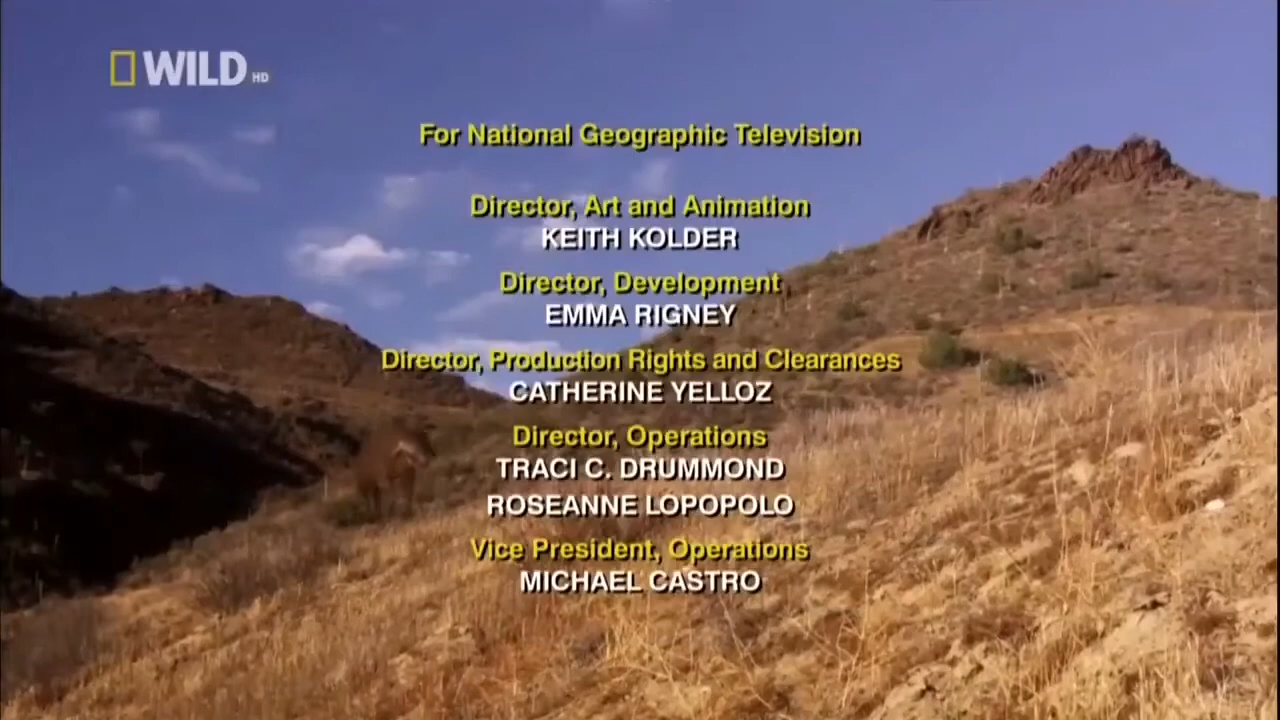 WILD HD
For National Geographic Television
Director, Art and Animation
KEITH KOLDER
Director, Development
EMMA RIGNEY
Director, Production Rights and Clearances
CATHERINE YELLOZ
Director, Operations
TRACI C. DRUMMOND
ROSEANNE LOPOPOLO
Vice President, Operations
MICHAEL CASTRO